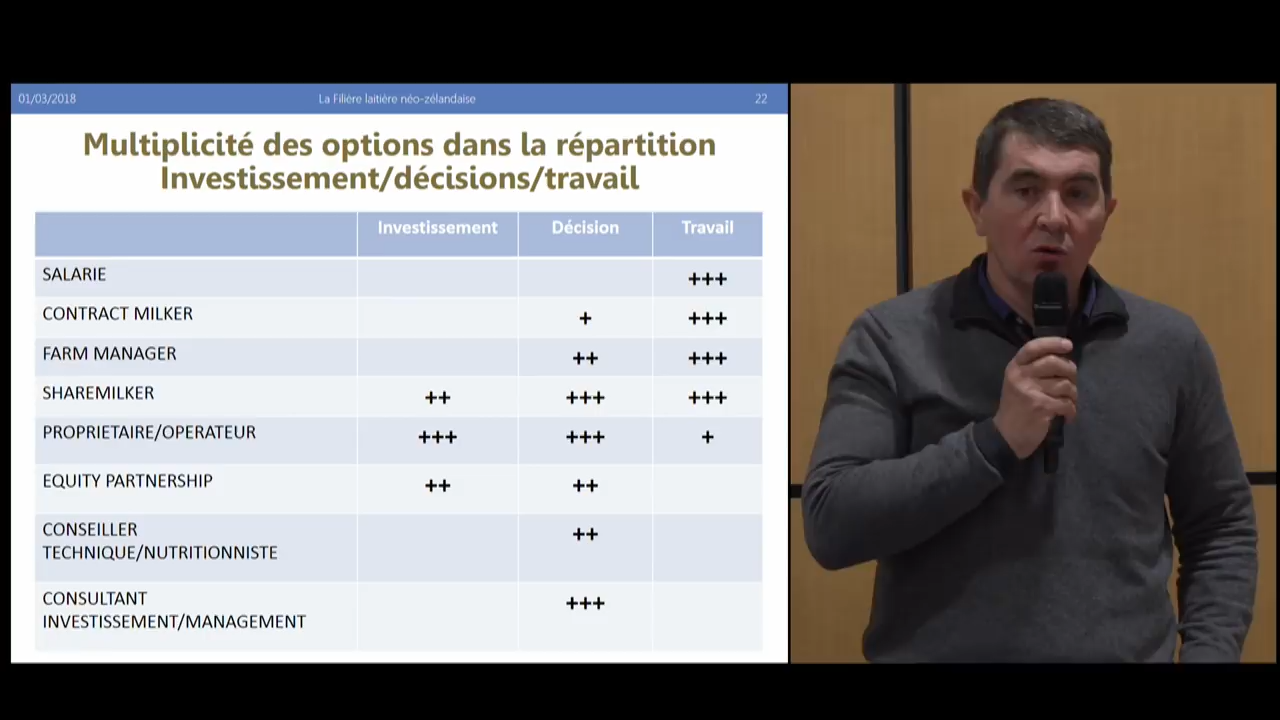 01/03/2018 La Filière laitière néo-zélandaise 22
Multiplicité des options dans la répartition
Investissement/décisions/travail
Investissement Décision Travail
SALARIE +++
CONTRACT MILKER + +++
FARM MANAGER ++ +++
SHAREMILKER ++ +++ +++
PROPRIETAIRE/OPERATEUR +++ +++ +
EQUITY PARTNERSHIP ++ ++
CONSEILLER
TECHNIQUE/NUTRITIONNISTE ++
CONSULTANT
INVESTISSEMENT/MANAGEMENT +++